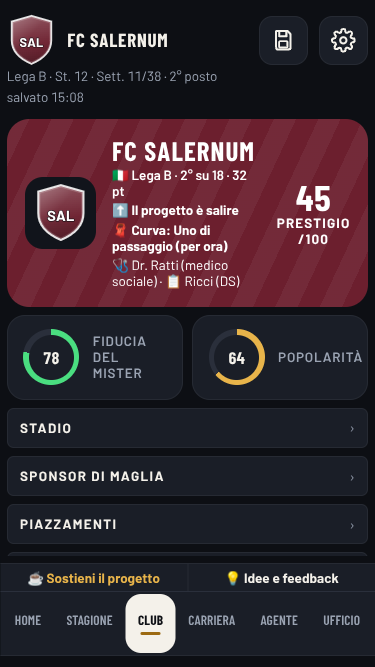 SAL
FC SALERNUM
Lega B · St. 12 · Sett. 11/38 · 2° posto
salvato 15:08
SAL
FC SALERNUM
🇮🇹 Lega B · 2° su 18 · 32
pt
⬆️ Il progetto è salire
🧣 Curva: Uno di
passaggio (per ora)
🩺 Dr. Ratti (medico
sociale) · 📋 Ricci (DS)
45
PRESTIGIO
/100
78
FIDUCIA
DEL
MISTER
64
POPOLARITÀ
STADIO ›
SPONSOR DI MAGLIA ›
PIAZZAMENTI ›
☕ Sostieni il progetto
💡 Idee e feedback
HOME
STAGIONE
CLUB
CARRIERA
AGENTE
UFFICIO